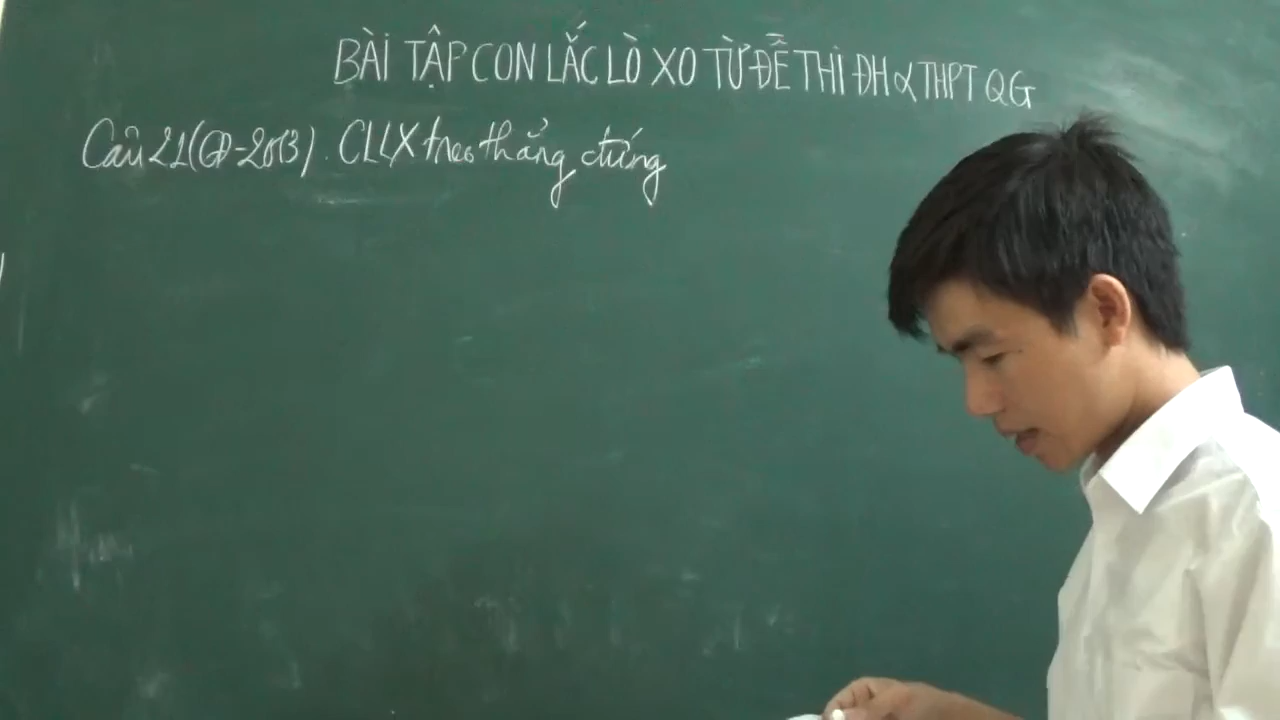 BÀI TẬP CON LẮC LÒ XO TỪ ĐỀ THI ĐH & THPT QG
Câu 21(CĐ-2013). CLLX treo thẳng đứng